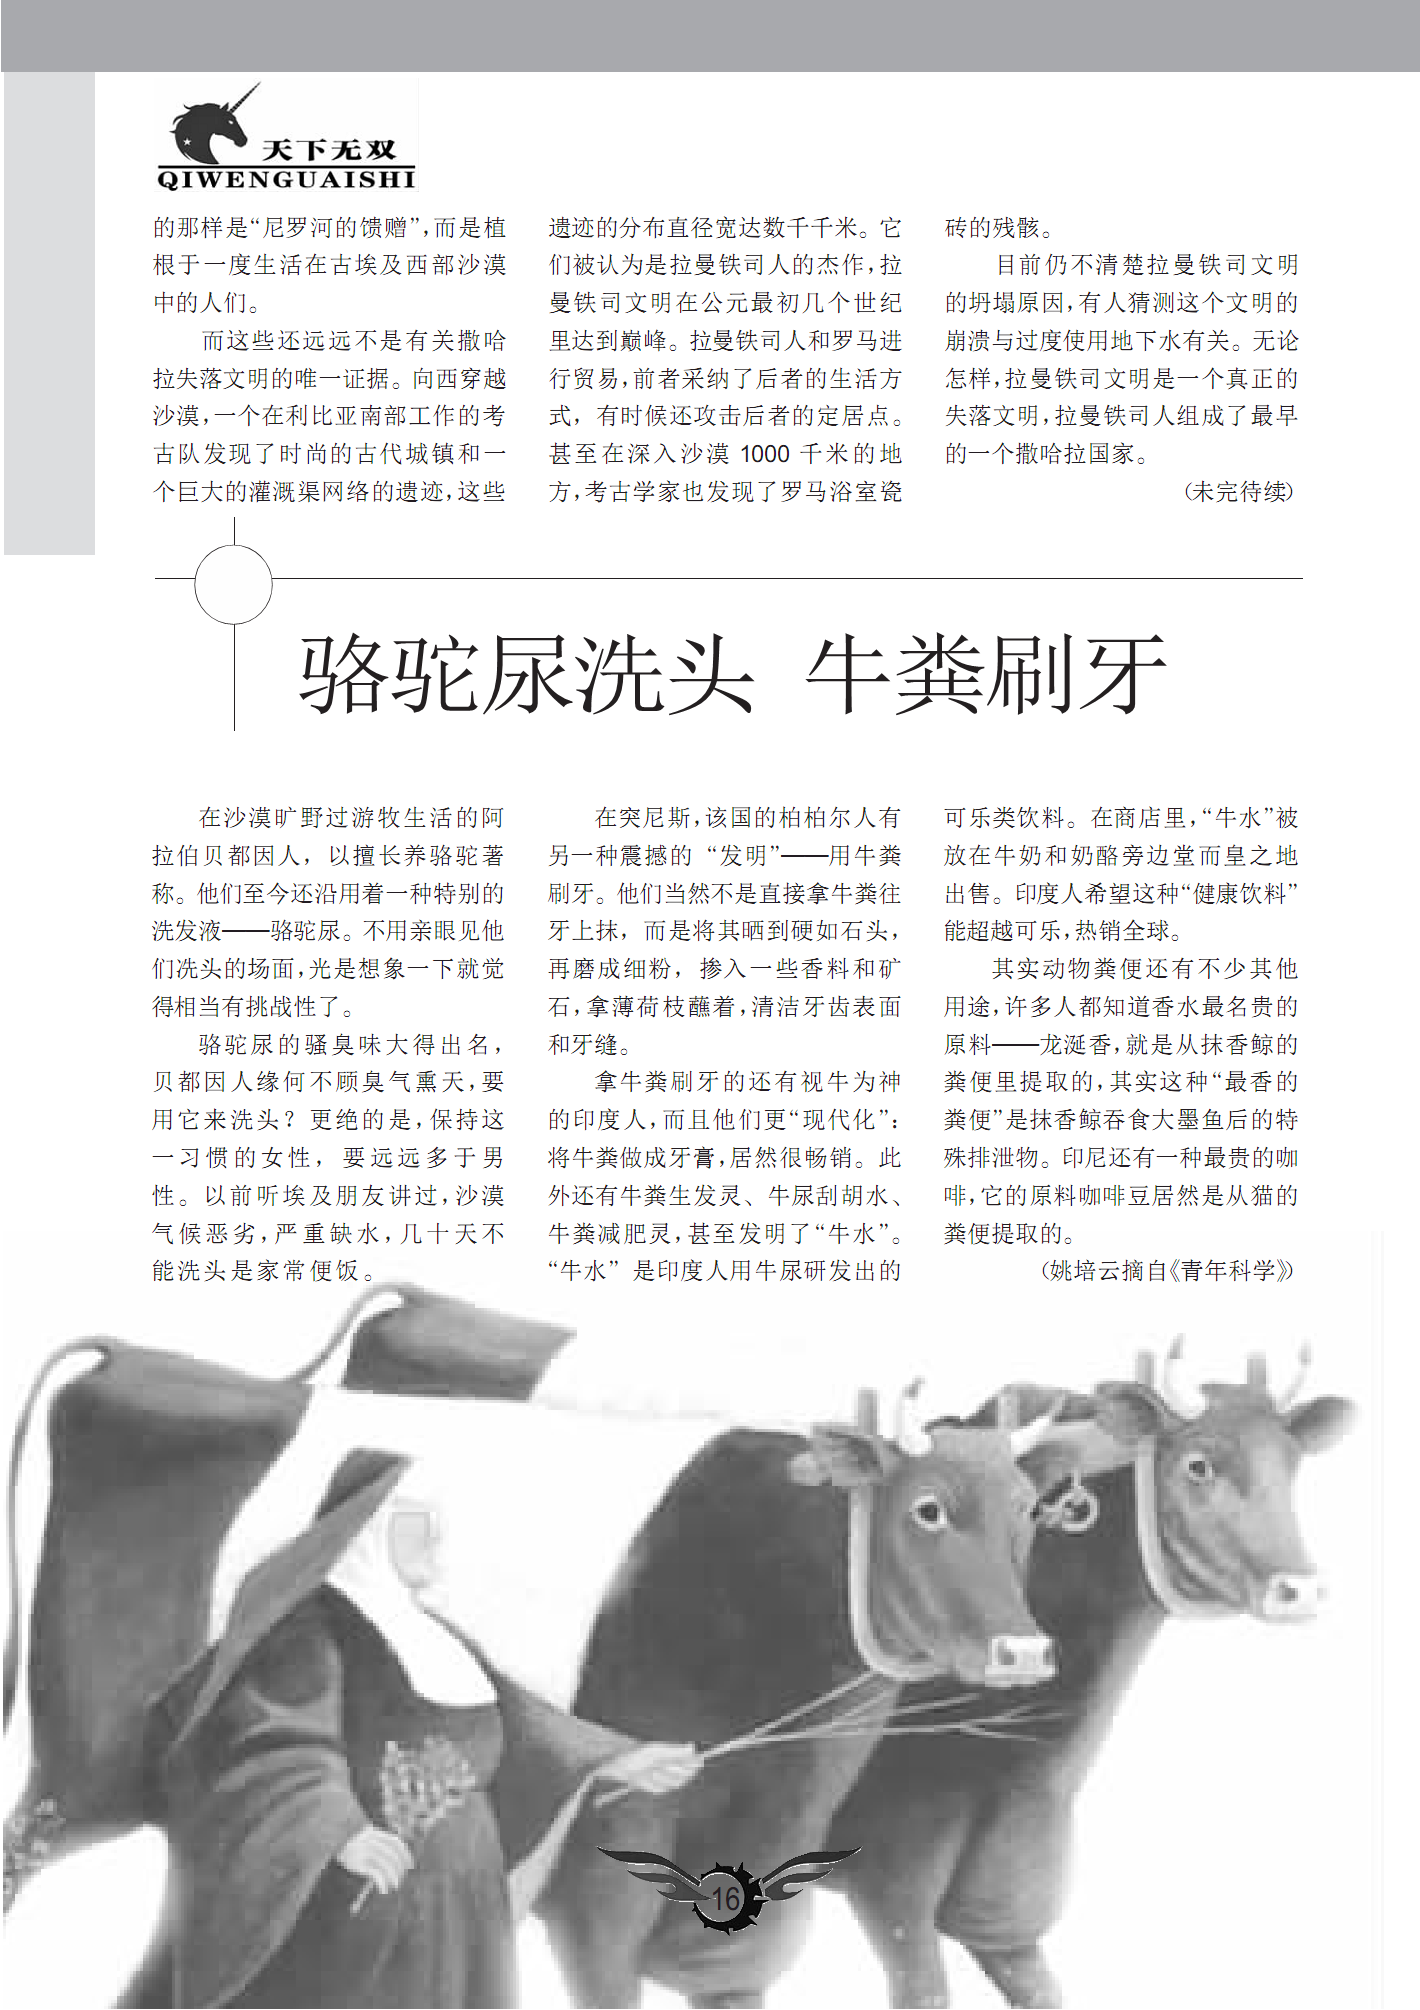 天下无双
QIWENGUAISHI
的那样是“尼罗河的馈赠”，而是植
根于一度生活在古埃及西部沙漠
中的人们。
而这些还远远不是有关撒哈
拉失落文明的唯一证据。向西穿越
沙漠，一个在利比亚南部工作的考
古队发现了时尚的古代城镇和一
个巨大的灌溉渠网络的遗迹，这些
遗迹的分布直径宽达数千千米。它
们被认为是拉曼铁司人的杰作，拉
曼铁司文明在公元最初几个世纪
里达到巅峰。拉曼铁司人和罗马进
行贸易，前者采纳了后者的生活方
式，有时候还攻击后者的定居点。
甚至在深入沙漠 1000 千米的地
方，考古学家也发现了罗马浴室瓷
砖的残骸。
目前仍不清楚拉曼铁司文明
的坍塌原因，有人猜测这个文明的
崩溃与过度使用地下水有关。无论
怎样，拉曼铁司文明是一个真正的
失落文明，拉曼铁司人组成了最早
的一个撒哈拉国家。
（未完待续）
骆驼尿洗头 牛粪刷牙
在沙漠旷野过游牧生活的阿
拉伯贝都因人，以擅长养骆驼著
称。他们至今还沿用着一种特别的
洗发液——骆驼尿。不用亲眼见他
们冼头的场面，光是想象一下就觉
得相当有挑战性了。
骆驼尿的骚臭味大得出名，
贝都因人缘何不顾臭气熏天，要
用它来洗头？更绝的是，保持这
一习惯的女性，要远远多于男
性。以前听埃及朋友讲过，沙漠
气候恶劣，严重缺水，几十天不
能洗头是家常便饭。
在突尼斯，该国的柏柏尔人有
另一种震撼的“发明”——用牛粪
刷牙。他们当然不是直接拿牛粪往
牙上抹，而是将其晒到硬如石头，
再磨成细粉，掺入一些香料和矿
石，拿薄荷枝蘸着，清洁牙齿表面
和牙缝。
拿牛粪刷牙的还有视牛为神
的印度人，而且他们更“现代化”：
将牛粪做成牙膏，居然很畅销。此
外还有牛粪生发灵、牛尿刮胡水、
牛粪减肥灵，甚至发明了“牛水”。
“牛水”是印度人用牛尿研发出的
可乐类饮料。在商店里，“牛水”被
放在牛奶和奶酪旁边堂而皇之地
出售。印度人希望这种“健康饮料”
能超越可乐，热销全球。
其实动物粪便还有不少其他
用途，许多人都知道香水最名贵的
原料——龙涎香，就是从抹香鲸的
粪便里提取的，其实这种“最香的
粪便”是抹香鲸吞食大墨鱼后的特
殊排泄物。印尼还有一种最贵的咖
啡，它的原料咖啡豆居然是从猫的
粪便提取的。
（姚培云摘自《青年科学》）
16